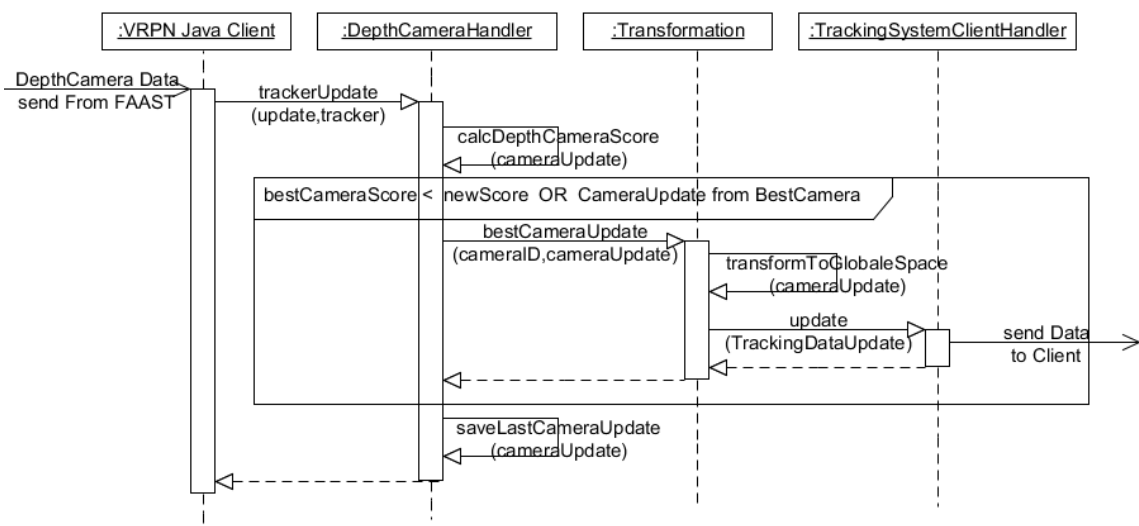 :VRPN Java Client
:DepthCameraHandler
:Transformation
:TrackingSystemClientHandler
DepthCamera Data
send From FAAST
trackerUpdate
(update,tracker)
calcDepthCameraScore
(cameraUpdate)
bestCameraScore < newScore OR CameraUpdate from BestCamera
bestCameraUpdate
(cameraID,cameraUpdate)
transformToGlobaleSpace
(cameraUpdate)
update
(TrackingDataUpdate)
send Data
to Client
saveLastCameraUpdate
(cameraUpdate)